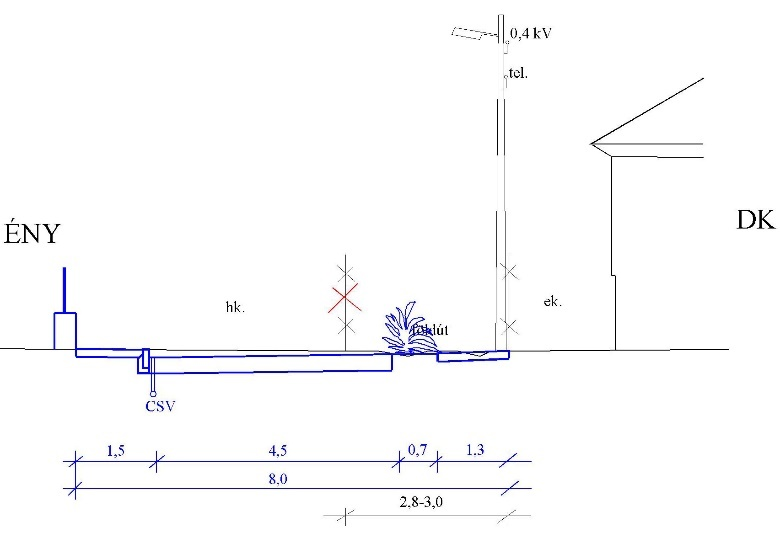 0,4 kV
tel.
ÉNY
DK
hk.
ek.
földút
CSV
1,5
4,5
0,7
1.3
8,0
2,8-3,0